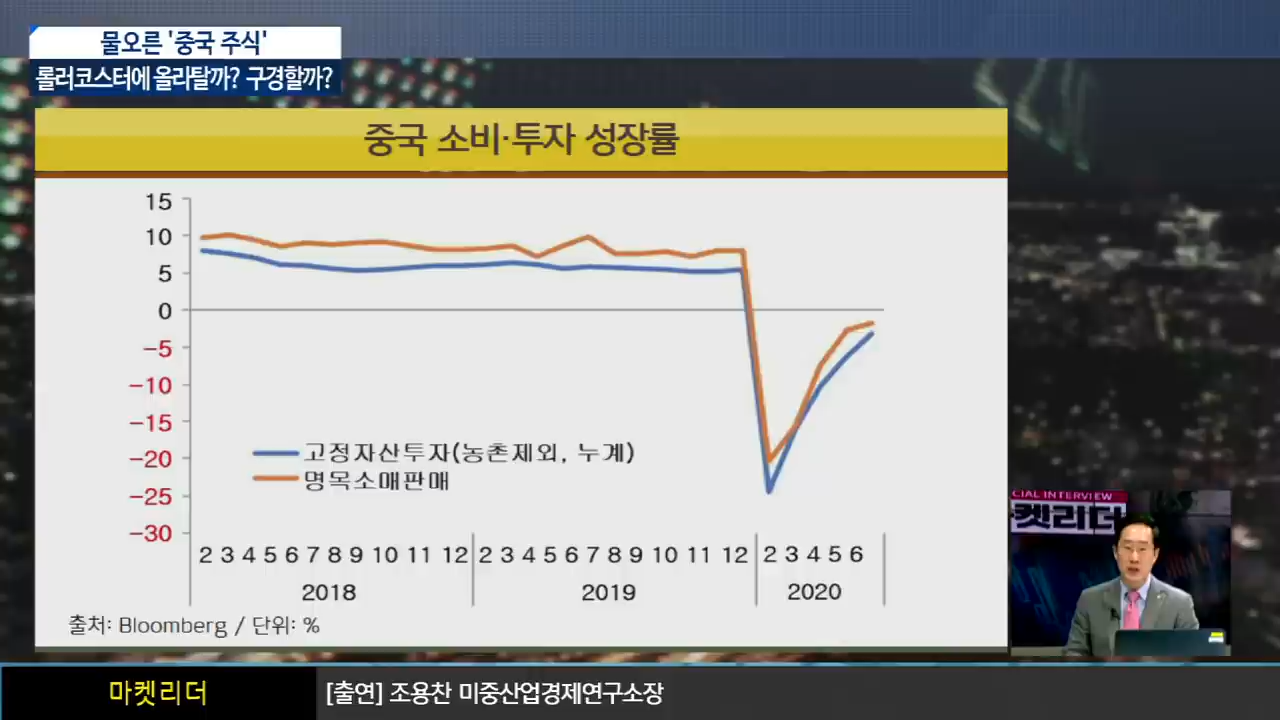 물오른 '중국 주식'
롤러코스터에 올라탈까? 구경할까?
중국 소비·투자 성장률
15
10
5
0
-5
-10
-15
-20
-25
-30
고정자산투자(농촌제외, 누계)
명목소매판매
2 3 4 5 6 7 8 9 10 11 12 2 3 4 5 6 7 8 9 10 11 12 2 3 4 5 6
2018 2019 2020
출처: Bloomberg / 단위: %
CIAL INTERVIEW
켓리더
마켓리더
[출연] 조용찬 미중산업경제연구소장